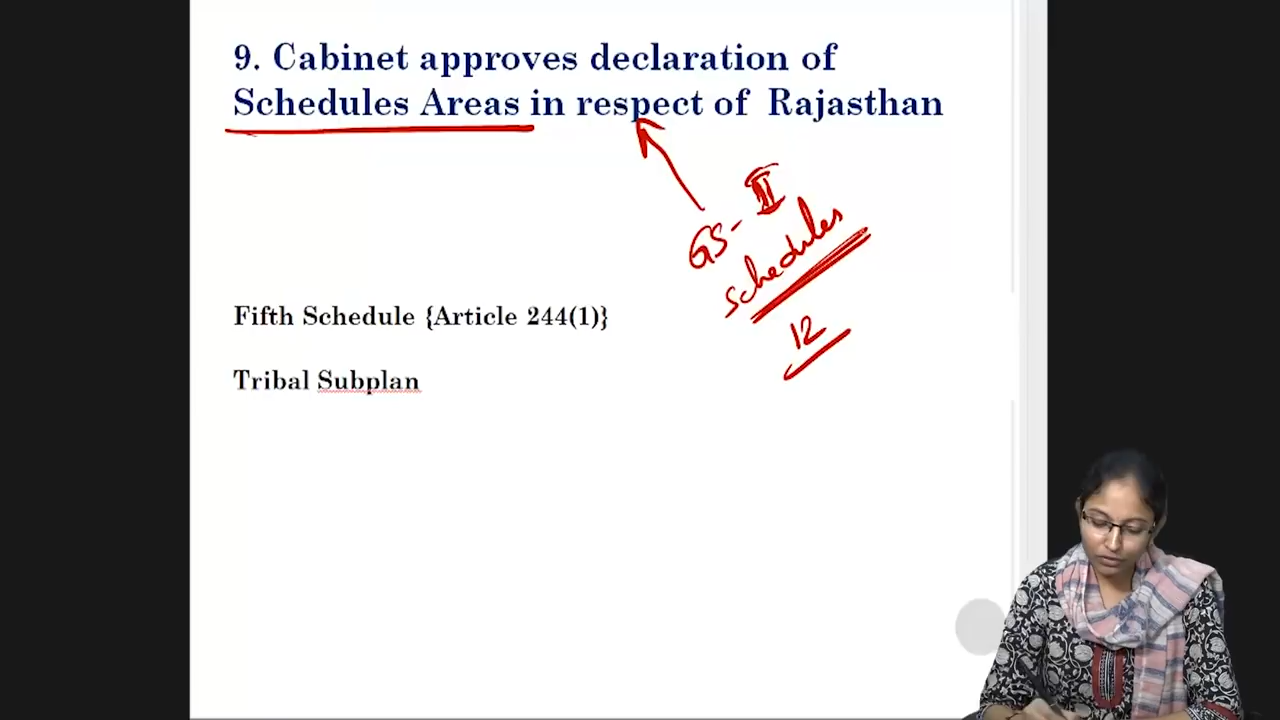 9. Cabinet approves declaration of
Schedules Areas in respect of Rajasthan
GS- II
Schedules
12
Fifth Schedule {Article 244(1)}
Tribal Subplan